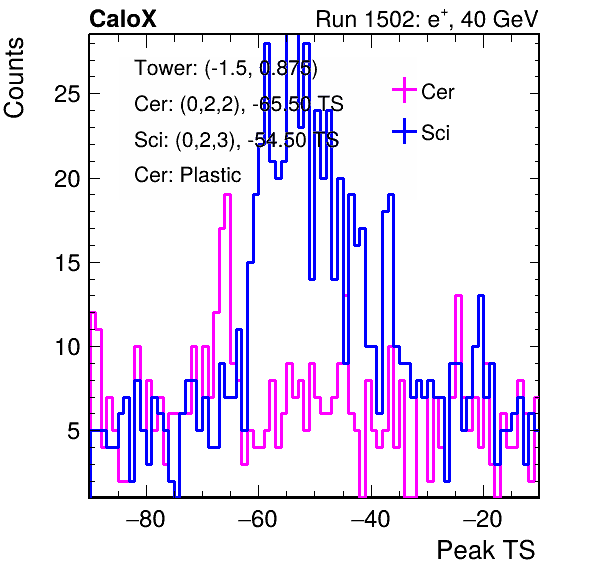 CaloX Run 1502: e+, 40 GeV
Counts
Tower: (-1.5, 0.875)
Cer: (0,2,2), -65.50 TS
Sci: (0,2,3), -54.50 TS
Cer: Plastic
Cer
Sci
25
20
15
10
5
−80 −60 −40 −20
Peak TS